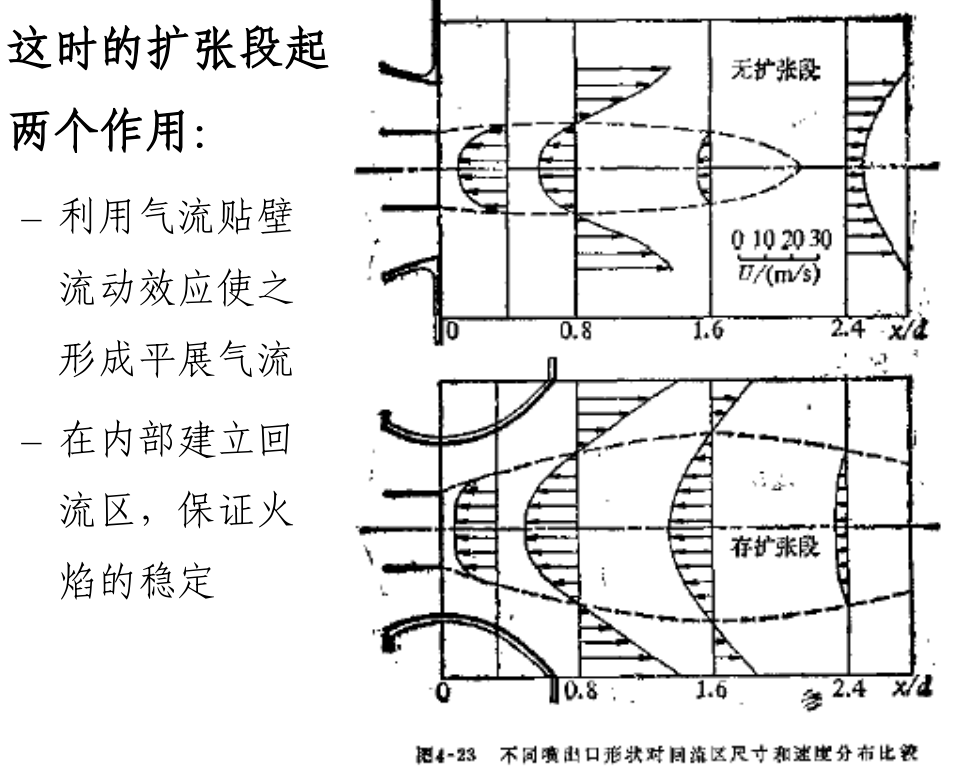 这时的扩张段起
两个作用：
– 利用气流贴壁
流动效应使之
形成平展气流
– 在内部建立回
流区，保证火
焰的稳定
无扩张段
0 10 20 30
U/(m/s)
0 0.8 1.6 2.4 x/d
存扩张段
0 0.8 1.6 2.4 x/d
图4-23 不同喷出口形状对回流区尺寸和速度分布比较